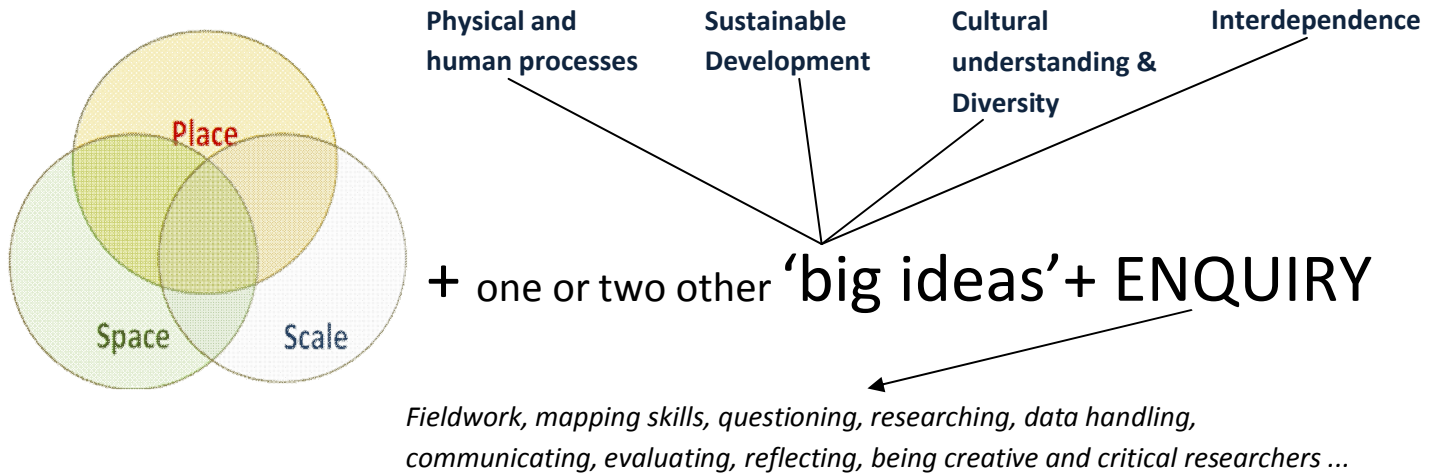 Physical and
human processes
Sustainable
Development
Cultural
understanding &
Diversity
Interdependence
Place
Space
Scale
+ one or two other ‘big ideas’+ ENQUIRY
Fieldwork, mapping skills, questioning, researching, data handling,
communicating, evaluating, reflecting, being creative and critical researchers ...